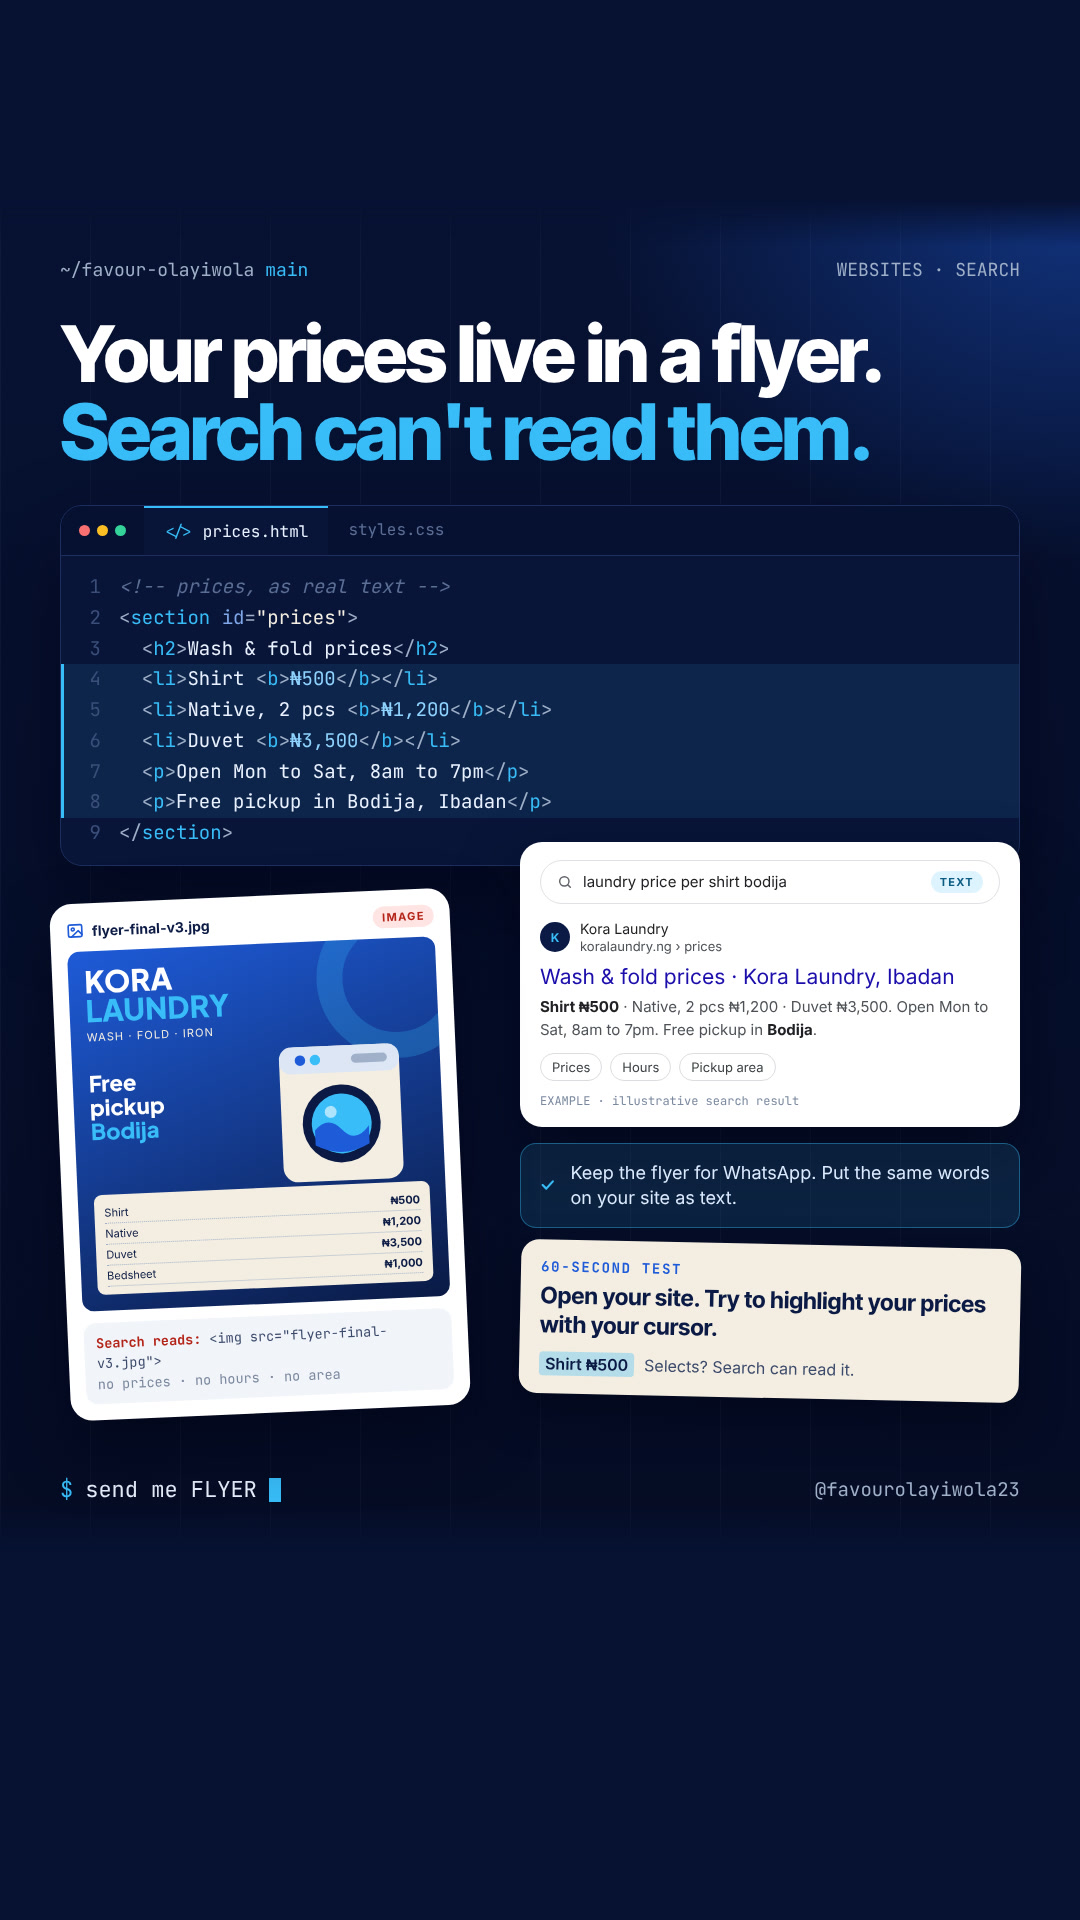 ~/favour-olayiwola main
WEBSITES · SEARCH
Your prices live in a flyer.
Search can't read them.
</> prices.html
styles.css
1 <!-- prices, as real text -->
2 <section id="prices">
3 <h2>Wash & fold prices</h2>
4 <li>Shirt <b>₦500</b></li>
5 <li>Native, 2 pcs <b>₦1,200</b></li>
6 <li>Duvet <b>₦3,500</b></li>
7 <p>Open Mon to Sat, 8am to 7pm</p>
8 <p>Free pickup in Bodija, Ibadan</p>
9 </section>
flyer-final-v3.jpg
IMAGE
KORA
LAUNDRY
WASH · FOLD · IRON
Free
pickup
Bodija
Shirt ₦500
Native ₦1,200
Duvet ₦3,500
Bedsheet ₦1,000
Search reads: <img src="flyer-final-
v3.jpg">
no prices · no hours · no area
laundry price per shirt bodija
TEXT
K
Kora Laundry
koralaundry.ng › prices
Wash & fold prices · Kora Laundry, Ibadan
Shirt ₦500 · Native, 2 pcs ₦1,200 · Duvet ₦3,500. Open Mon to
Sat, 8am to 7pm. Free pickup in Bodija.
Prices
Hours
Pickup area
EXAMPLE · illustrative search result
Keep the flyer for WhatsApp. Put the same words
on your site as text.
60-SECOND TEST
Open your site. Try to highlight your prices
with your cursor.
Shirt ₦500 Selects? Search can read it.
$ send me FLYER
@favourolayiwola23